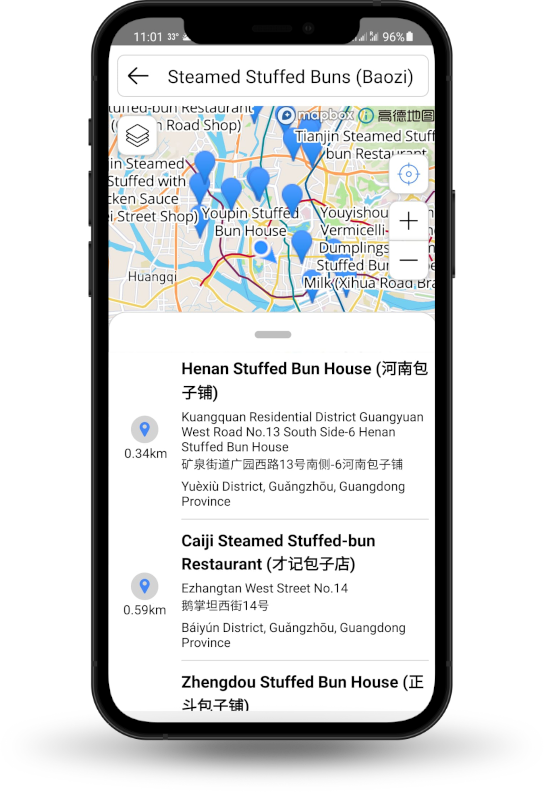 11:01 33° 96%
Steamed Stuffed Buns (Baozi)
tuffed-bun Restaurant
Road Shop)
mapbox 高德地图
Tianjin Steamed Stuff
bun Restaurant
in Steamed
Stuffed with
cken Sauce
ei Street Shop)
Youpin Stuffed
Bun House
Youyishou
Vermicelli-
Dumplings
Stuffed Bu
Milk (Xihua Road Bra
Huangqi
Henan Stuffed Bun House (河南包
子铺)
Kuangquan Residential District Guangyuan
West Road No.13 South Side-6 Henan
Stuffed Bun House
矿泉街道广园西路13号南侧-6河南包子铺
0.34km
Yuèxiù District, Guǎngzhōu, Guangdong
Province
Caiji Steamed Stuffed-bun
Restaurant (才记包子店)
Ezhangtan West Street No.14
鹅掌坦西街14号
0.59km
Báiyún District, Guǎngzhōu, Guangdong
Province
Zhengdou Stuffed Bun House (正
斗包子铺)